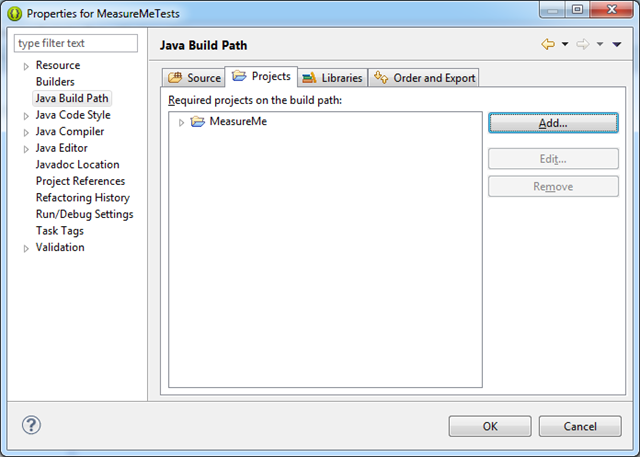 Properties for MeasureMeTests
type filter text
Resource
Builders
Java Build Path
Java Code Style
Java Compiler
Java Editor
Javadoc Location
Project References
Refactoring History
Run/Debug Settings
Task Tags
Validation
Java Build Path
Source Projects Libraries Order and Export
Required projects on the build path:
MeasureMe
Add...
Edit...
Remove
?
OK Cancel